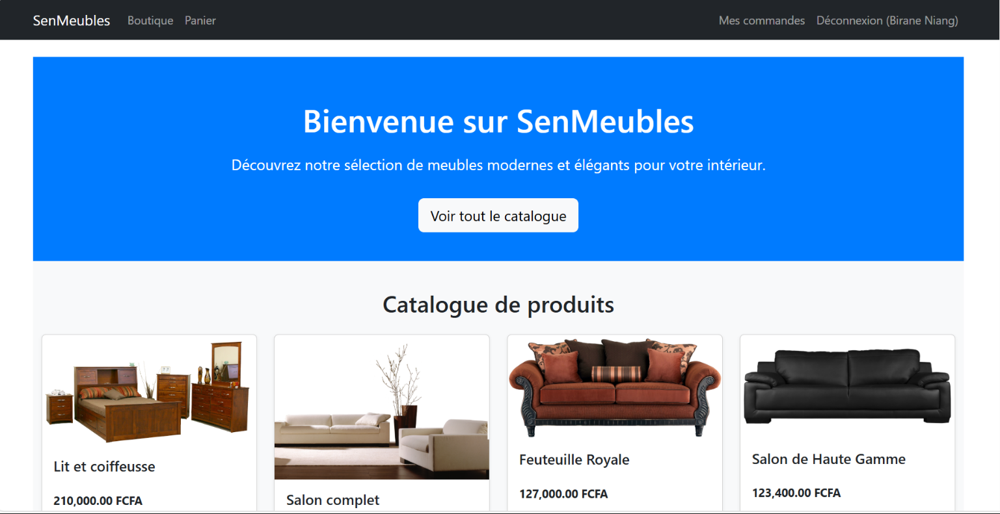 SenMeubles Boutique Panier Mes commandes Déconnexion (Birane Niang)
Bienvenue sur SenMeubles
Découvrez notre sélection de meubles modernes et élégants pour votre intérieur.
Voir tout le catalogue
Catalogue de produits
Lit et coiffeusse
210,000.00 FCFA
Salon complet
Feuteuille Royale
127,000.00 FCFA
Salon de Haute Gamme
123,400.00 FCFA